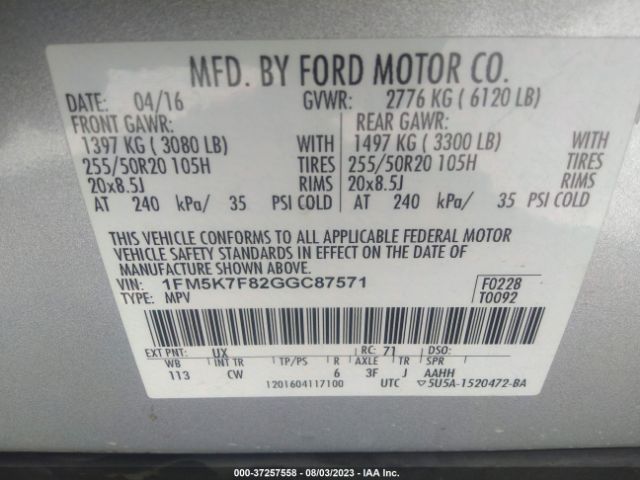 MFD. BY FORD MOTOR CO.
DATE: 04/16 GVWR: 2776 KG ( 6120 LB)
FRONT GAWR: REAR GAWR:
1397 KG ( 3080 LB) WITH 1497 KG ( 3300 LB) WITH
255/50R20 105H TIRES 255/50R20 105H TIRES
20x8.5J RIMS 20x8.5J RIMS
AT 240 kPa/ 35 PSI COLD AT 240 kPa/ 35 PSI COLD
THIS VEHICLE CONFORMS TO ALL APPLICABLE FEDERAL MOTOR
VEHICLE SAFETY STANDARDS IN EFFECT ON THE DATE OF
MANUFACTURE SHOWN ABOVE.
VIN: 1FM5K7F82GGC87571 F0228
TYPE: MPV T0092
EXT PNT: UX RC: 71 DSO:
WB INT TR TP/PS R AXLE TR SPR
113 CW 6 3F J AAHH
1201604117100 UTC ▽5U5A-1520472-BA
000-37257558 - 08/03/2023 - IAA Inc.